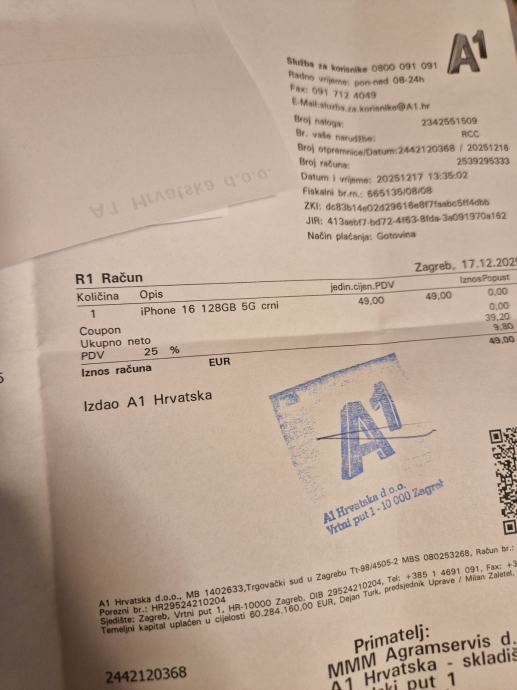 A1
Služba za korisnike 0800 091 091
Radno vrijeme: pon-ned 08-24h
Fax: 091 712 4049
E-Mail:sluzba.za.korisnike@A1.hr
Broj naloga: 2342551509
Br. vaše narudžbe: RCC
Broj otpremnice/Datum:2442120368 / 20251216
Broj računa: 2539295333
Datum i vrijeme: 20251217 13:35:02
Fiskalni br.rn.: 665135/08/08
ZKI: dc83b14e02d29616e8f7faabc5ff4dbb
JIR: 413aebf7-bd72-4f63-8fda-3a091970a162
Način plaćanja: Gotovina
A1 Hrvatska d.o.o.
Zagreb, 17.12.202
R1 Račun
Količina Opis jedin.cijen.PDV Iznos Popust
1 iPhone 16 128GB 5G crni 49,00 49,00 0,00
Coupon 0,00
Ukupno neto 39,20
PDV 25 % 9,80
Iznos računa EUR 49,00
Izdao A1 Hrvatska
A1
A1 Hrvatska d.o.o.
Vrtni put 1 - 10 000 Zagreb
A1 Hrvatska d.o.o., MB 1402633,Trgovački sud u Zagrebu Tt-98/4505-2 MBS 080253268, Račun br.:
Porezni br.: HR29524210204
Sjedište: Zagreb, Vrtni put 1, HR-10000 Zagreb, OIB 29524210204, Tel: +385 1 4691 091, Fax: +3
Temeljni kapital uplaćen u cijelosti 60.284.160,00 EUR, Dejan Turk, predsjednik Uprave / Milan Zaletel,
Primatelj:
MMM Agramservis d.
A1 Hrvatska - skladiš
put 1
2442120368